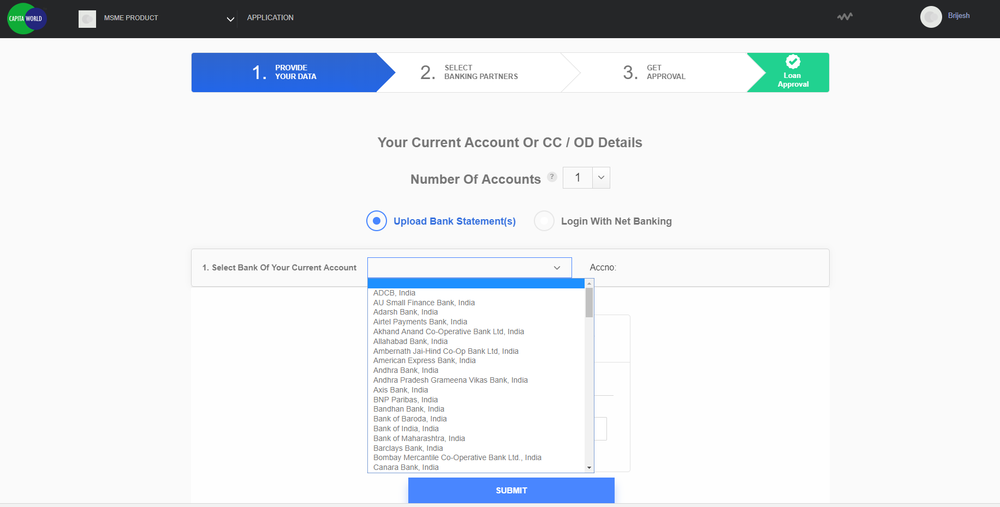 CAPITA WORLD
MSME PRODUCT
APPLICATION
Brijesh
1. PROVIDE
YOUR DATA
2. SELECT
BANKING PARTNERS
3. GET
APPROVAL
Loan
Approval
Your Current Account Or CC / OD Details
Number Of Accounts ? 1
Upload Bank Statement(s)
Login With Net Banking
1. Select Bank Of Your Current Account
Accno:
ADCB, India
AU Small Finance Bank, India
Adarsh Bank, India
Airtel Payments Bank, India
Akhand Anand Co-Operative Bank Ltd, India
Allahabad Bank, India
Ambernath Jai-Hind Co-Op Bank Ltd, India
American Express Bank, India
Andhra Bank, India
Andhra Pradesh Grameena Vikas Bank, India
Axis Bank, India
BNP Paribas, India
Bandhan Bank, India
Bank of Baroda, India
Bank of India, India
Bank of Maharashtra, India
Barclays Bank, India
Bombay Mercantile Co-Operative Bank Ltd., India
Canara Bank, India
SUBMIT